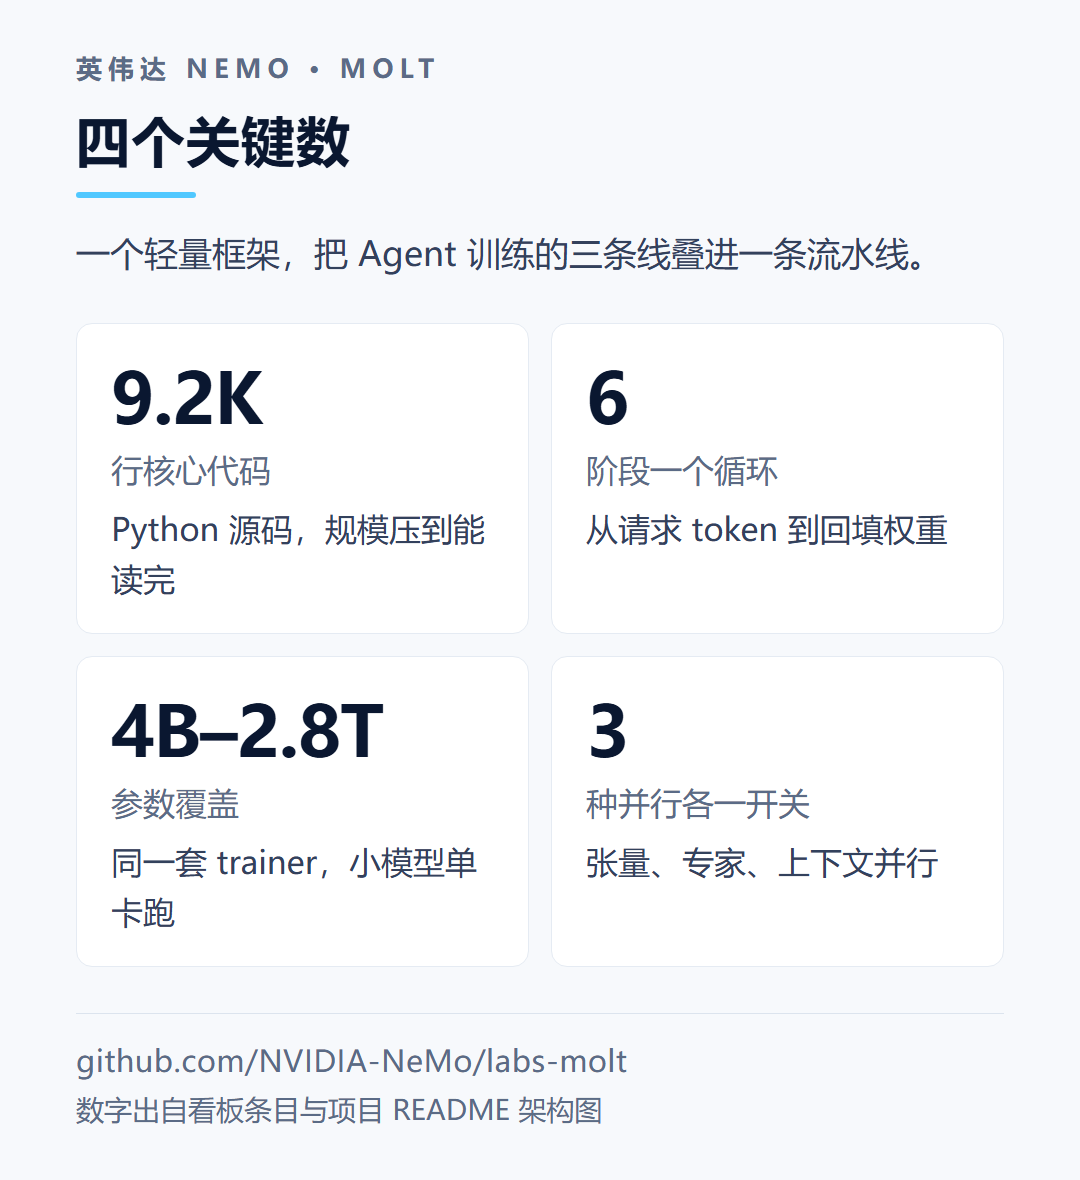 英伟达 NEMO · MOLT
四个关键数
一个轻量框架，把 Agent 训练的三条线叠进一条流水线。
9.2K
行核心代码
Python 源码，规模压到能
读完
6
阶段一个循环
从请求 token 到回填权重
4B–2.8T
参数覆盖
同一套 trainer，小模型单
卡跑
3
种并行各一开关
张量、专家、上下文并行
github.com/NVIDIA-NeMo/labs-molt
数字出自看板条目与项目 README 架构图